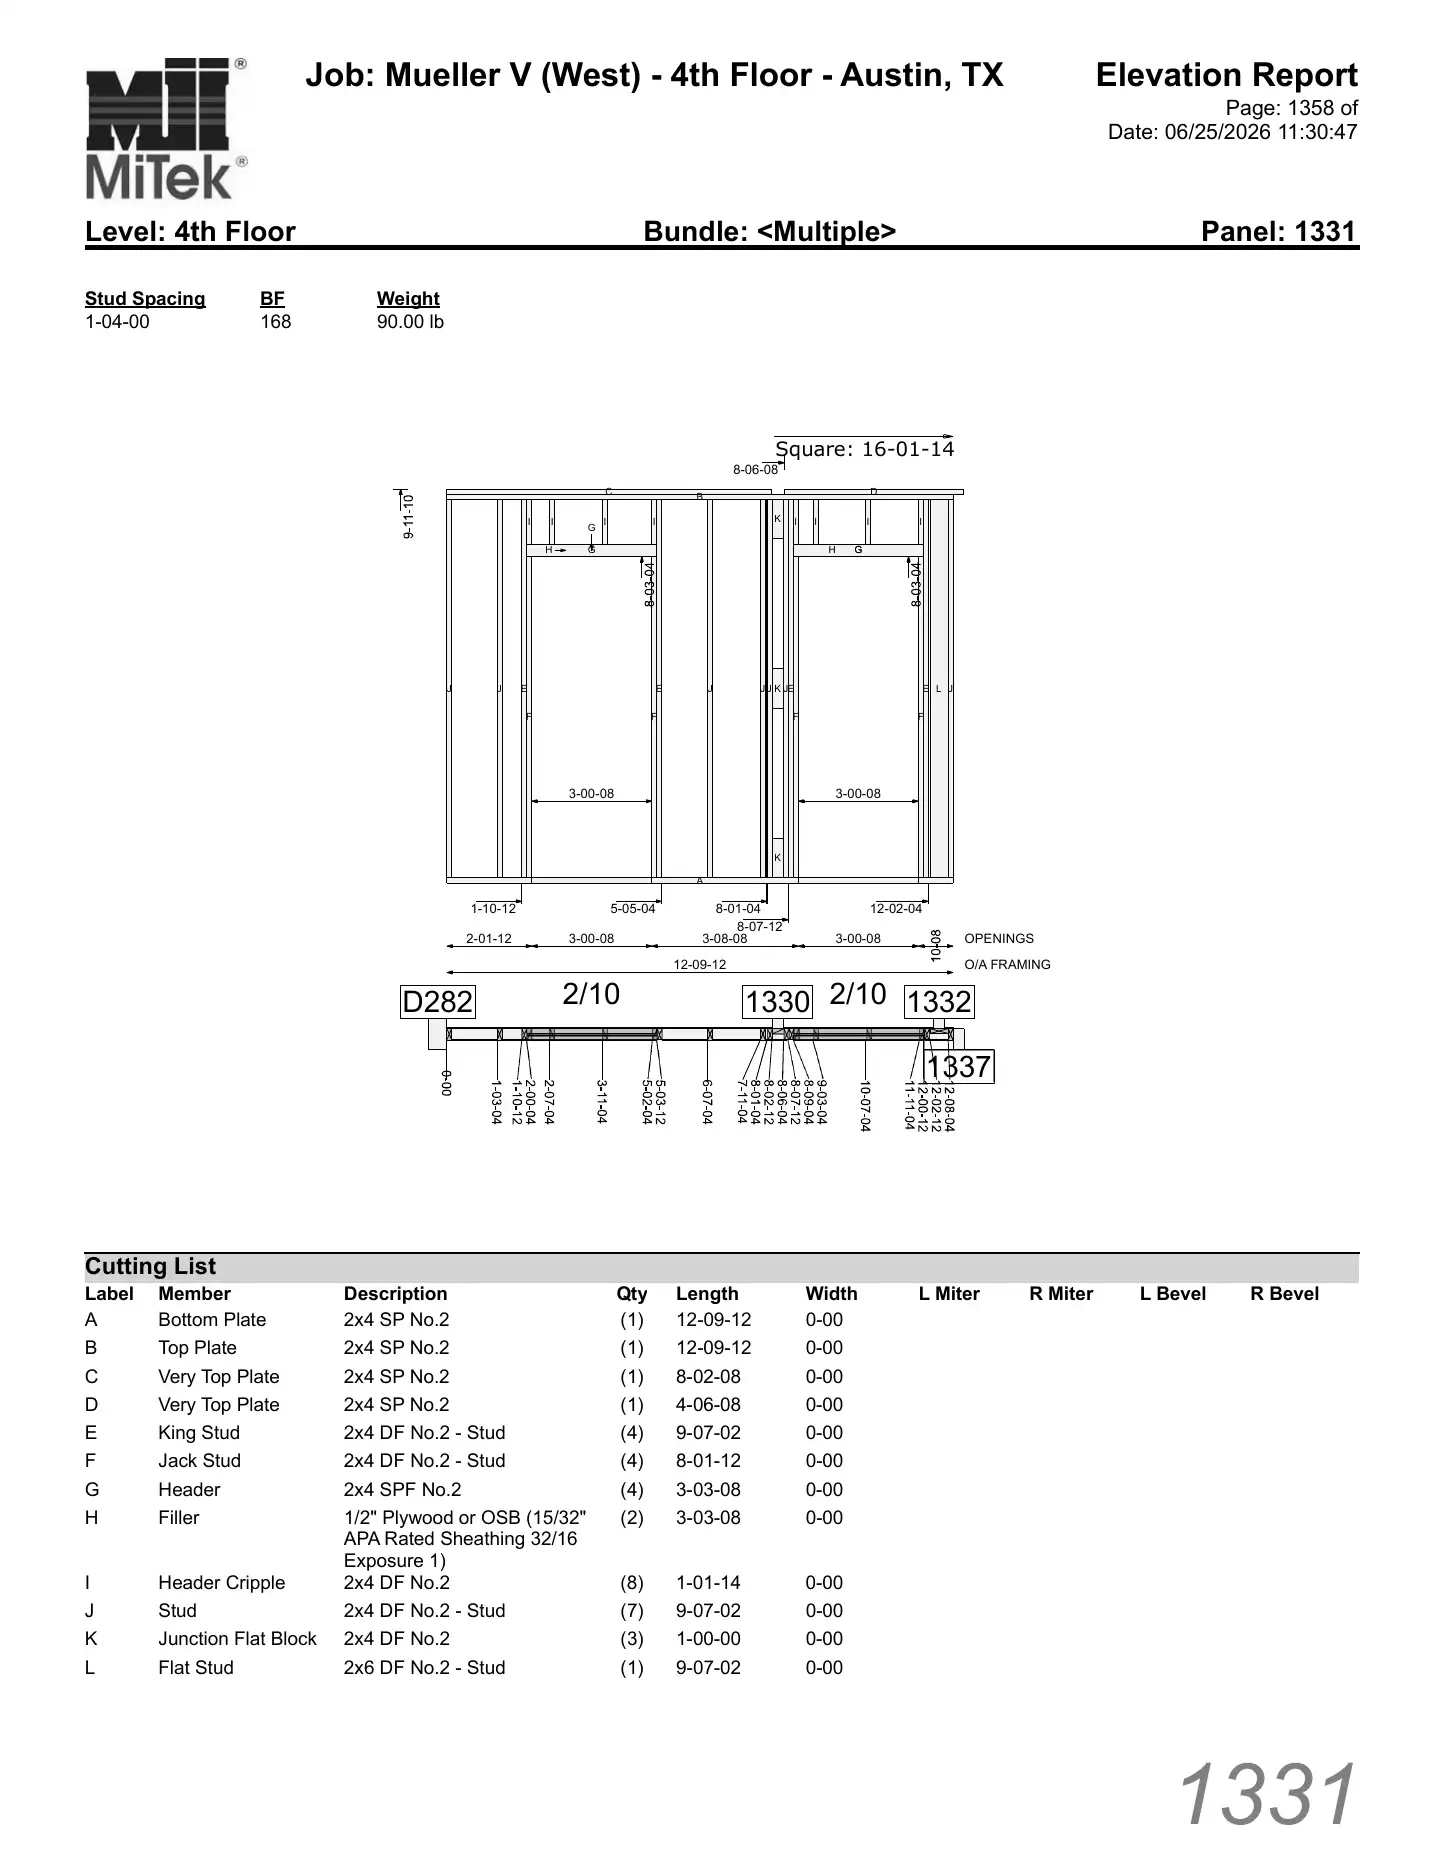 Job: Mueller V (West) - 4th Floor - Austin, TX
Elevation Report
Page: 1358 of
Date: 06/25/2026 11:30:47
MiTek®
Level: 4th Floor Bundle: <Multiple> Panel: 1331
Stud Spacing BF Weight
1-04-00 168 90.00 lb
Square: 16-01-14
8-06-08
9-11-10
C B D
I I G I I K I I I I
H G H G
8-03-04 8-03-04
J J E E J J J K J E E L J
F F F F
3-00-08 3-00-08
K
A
1-10-12 5-05-04 8-01-04 12-02-04
8-07-12
2-01-12 3-00-08 3-08-08 3-00-08 10-08 OPENINGS
12-09-12 O/A FRAMING
D282 2/10 1330 2/10 1332
1337
0-00 1-03-04 1-10-12 2-00-04 2-07-04 3-11-04 5-02-04 5-03-12 6-07-04 7-11-04 8-01-04 8-02-12 8-06-04 8-07-12 8-09-04 9-03-04 10-07-04 11-11-04 12-00-12 12-02-12 12-08-04
Cutting List
Label Member Description Qty Length Width L Miter R Miter L Bevel R Bevel
A Bottom Plate 2x4 SP No.2 (1) 12-09-12 0-00
B Top Plate 2x4 SP No.2 (1) 12-09-12 0-00
C Very Top Plate 2x4 SP No.2 (1) 8-02-08 0-00
D Very Top Plate 2x4 SP No.2 (1) 4-06-08 0-00
E King Stud 2x4 DF No.2 - Stud (4) 9-07-02 0-00
F Jack Stud 2x4 DF No.2 - Stud (4) 8-01-12 0-00
G Header 2x4 SPF No.2 (4) 3-03-08 0-00
H Filler 1/2" Plywood or OSB (15/32" (2) 3-03-08 0-00
APA Rated Sheathing 32/16
Exposure 1)
I Header Cripple 2x4 DF No.2 (8) 1-01-14 0-00
J Stud 2x4 DF No.2 - Stud (7) 9-07-02 0-00
K Junction Flat Block 2x4 DF No.2 (3) 1-00-00 0-00
L Flat Stud 2x6 DF No.2 - Stud (1) 9-07-02 0-00
1331